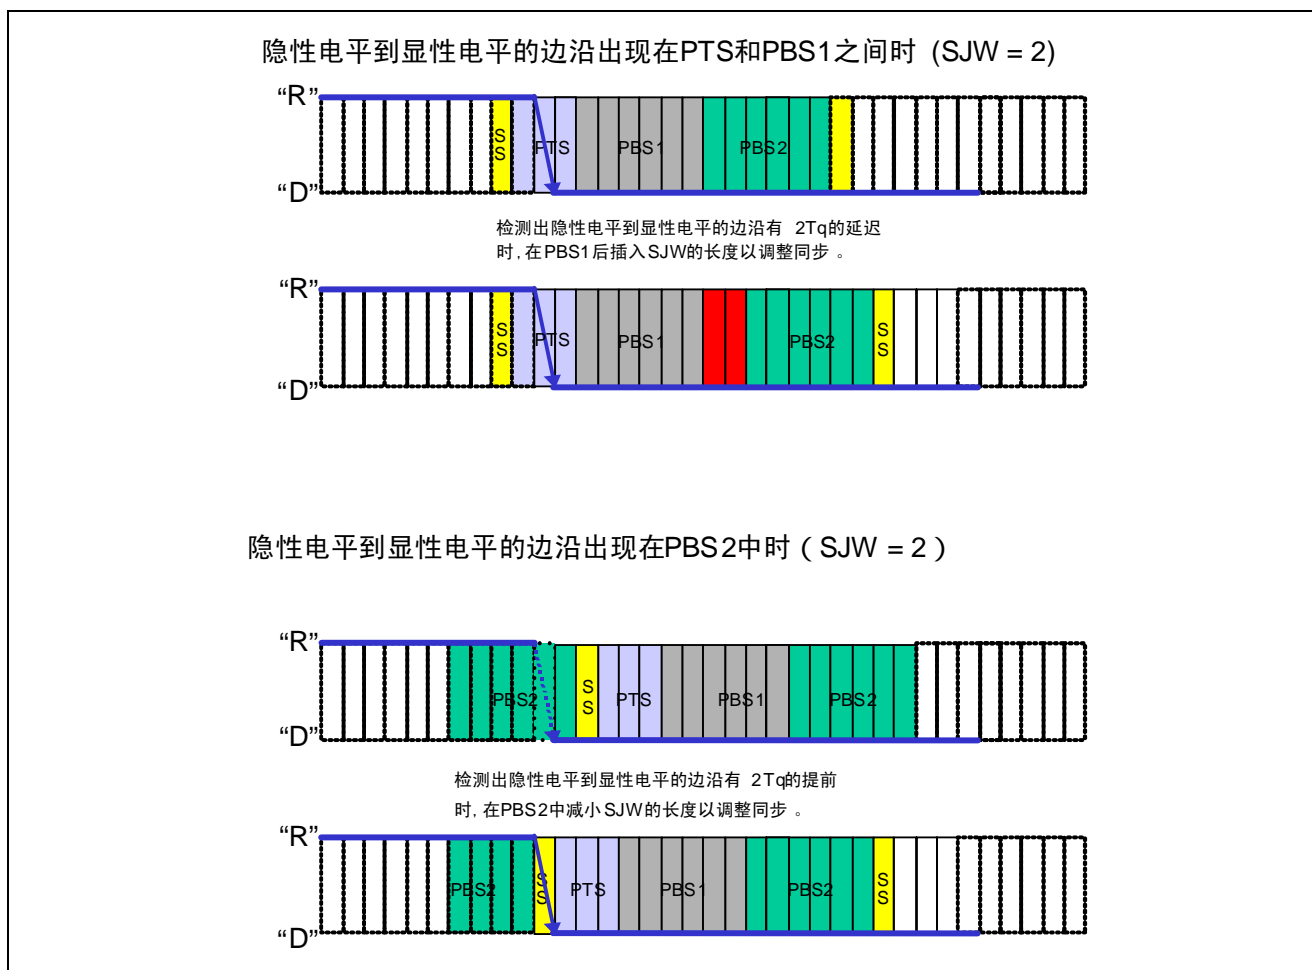 隐性电平到显性电平的边沿出现在PTS和PBS1之间时 (SJW = 2)
“R”
SS PTS PBS1 PBS2
“D”
检测出隐性电平到显性电平的边沿有 2Tq的延迟
时,在PBS1后插入SJW的长度以调整同步 。
“R”
SS PTS PBS1 PBS2 SS
“D”
隐性电平到显性电平的边沿出现在PBS2中时 ( SJW = 2 )
“R”
PBS2 SS PTS PBS1 PBS2
“D”
检测出隐性电平到显性电平的边沿有 2Tq的提前
时,在PBS2中减小SJW的长度以调整同步 。
“R”
PBS2 SS PTS PBS1 PBS2 SS
“D”